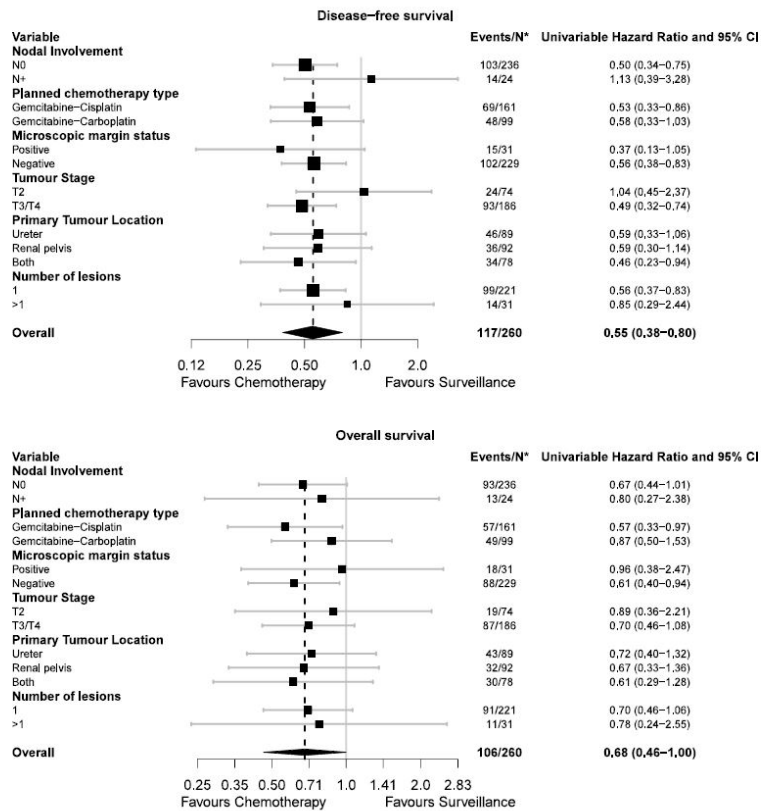 Disease-free survival
Variable Events/N* Univariable Hazard Ratio and 95% CI
Nodal Involvement
N0 103/236 0.50 (0.34-0.75)
N+ 14/24 1.13 (0.39-3.28)
Planned chemotherapy type
Gemcitabine-Cisplatin 69/161 0.53 (0.33-0.86)
Gemcitabine-Carboplatin 48/99 0.58 (0.33-1.03)
Microscopic margin status
Positive 15/31 0.37 (0.13-1.05)
Negative 102/229 0.56 (0.38-0.83)
Tumour Stage
T2 24/74 1.04 (0.45-2.37)
T3/T4 93/186 0.49 (0.32-0.74)
Primary Tumour Location
Ureter 46/89 0.59 (0.33-1.06)
Renal pelvis 36/92 0.59 (0.30-1.14)
Both 34/78 0.46 (0.23-0.94)
Number of lesions
1 99/221 0.56 (0.37-0.83)
>1 14/31 0.85 (0.29-2.44)
Overall 117/260 0.55 (0.38-0.80)
0.12 0.25 0.50 1.0 2.0
Favours Chemotherapy Favours Surveillance
Overall survival
Variable Events/N* Univariable Hazard Ratio and 95% CI
Nodal Involvement
N0 93/236 0.67 (0.44-1.01)
N+ 13/24 0.80 (0.27-2.38)
Planned chemotherapy type
Gemcitabine-Cisplatin 57/161 0.57 (0.33-0.97)
Gemcitabine-Carboplatin 49/99 0.87 (0.50-1.53)
Microscopic margin status
Positive 18/31 0.96 (0.38-2.47)
Negative 88/229 0.61 (0.40-0.94)
Tumour Stage
T2 19/74 0.89 (0.36-2.21)
T3/T4 87/186 0.70 (0.46-1.08)
Primary Tumour Location
Ureter 43/89 0.72 (0.40-1.32)
Renal pelvis 32/92 0.67 (0.33-1.36)
Both 30/78 0.61 (0.29-1.28)
Number of lesions
1 91/221 0.70 (0.46-1.06)
>1 11/31 0.78 (0.24-2.55)
Overall 106/260 0.68 (0.46-1.00)
0.25 0.35 0.50 0.71 1.0 1.41 2.0 2.83
Favours Chemotherapy Favours Surveillance